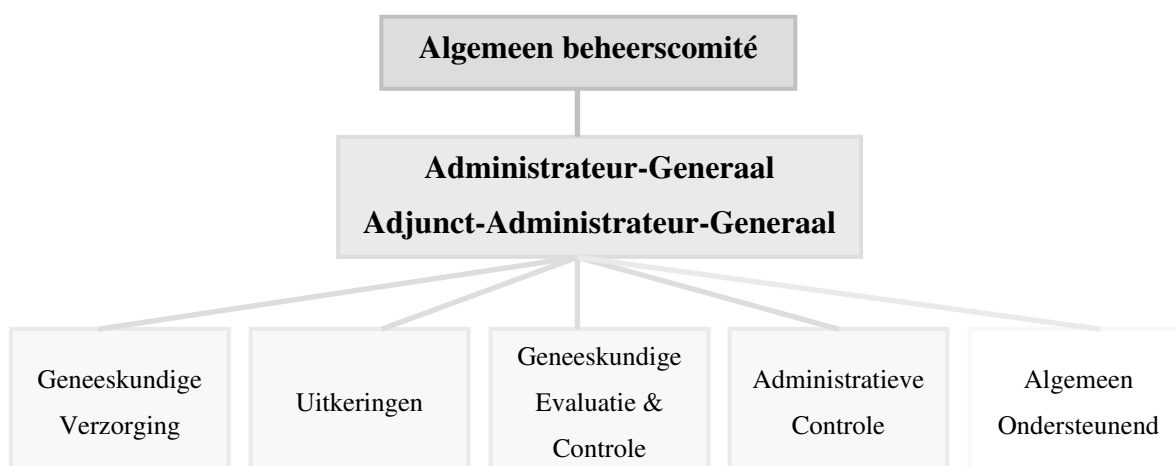 Algemeen beheerscomité
Administrateur-Generaal
Adjunct-Administrateur-Generaal
Geneeskundige
Verzorging
Uitkeringen
Geneeskundige
Evaluatie &
Controle
Administratieve
Controle
Algemeen
Ondersteunend